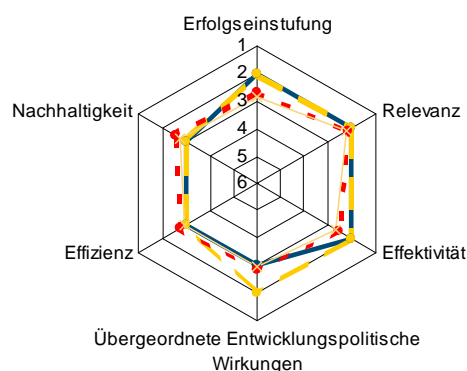 Erfolgseinstufung
1
2
3
4
5
6
Nachhaltigkeit
Relevanz
Effizienz
Effektivität
Übergeordnete Entwicklungspolitische
Wirkungen